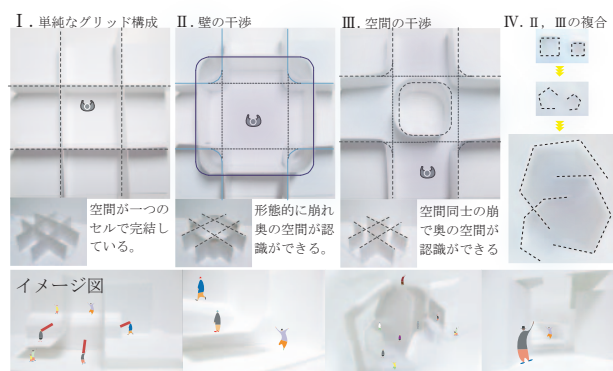 Ⅰ. 単純なグリッド構成
Ⅱ. 壁の干渉
Ⅲ. 空間の干渉
Ⅳ. Ⅱ, Ⅲの複合
空間が一つの
セルで完結し
ている。
形態的に崩れ
奥の空間が認
識ができる。
空間同士の崩
で奥の空間が
認識ができる
イメージ図